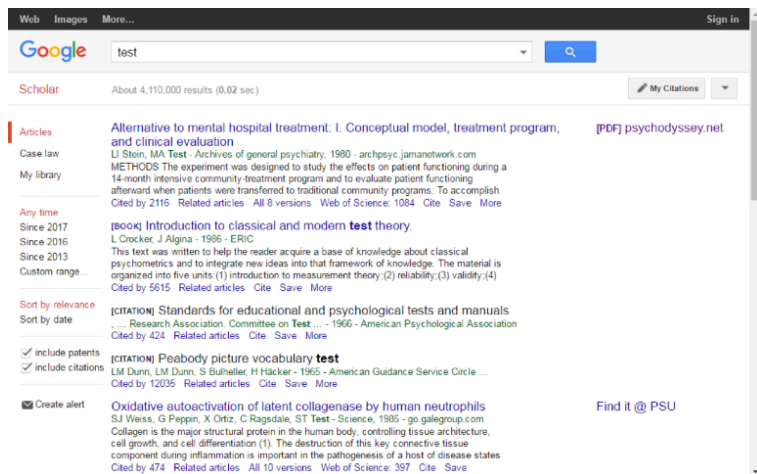 Web Images More... Sign in
Google test
Scholar About 4,110,000 results (0.02 sec) My Citations
Articles
Case law
My library
Any time
Since 2017
Since 2016
Since 2013
Custom range...
Sort by relevance
Sort by date
include patents
include citations
Create alert
Alternative to mental hospital treatment: I. Conceptual model, treatment program,
and clinical evaluation
LI Stein, MA Test - Archives of general psychiatry, 1980 - archpsyc.jamanetwork.com
METHODS The experiment was designed to study the effects on patient functioning during a
14-month intensive community-treatment program and to evaluate patient functioning
afterward when patients were transferred to traditional community programs. To accomplish
Cited by 2116 Related articles All 8 versions Web of Science: 1084 Cite Save More
[PDF] psychodyssey.net
[BOOK] Introduction to classical and modern test theory.
L Crocker, J Algina - 1986 - ERIC
This text was written to help the reader acquire a base of knowledge about classical
psychometrics and to integrate new ideas into that framework of knowledge. The material is
organized into five units:(1) introduction to measurement theory;(2) reliability;(3) validity;(4)
Cited by 5615 Related articles Cite Save More
[CITATION] Standards for educational and psychological tests and manuals
, ... Research Association. Committee on Test ... - 1966 - American Psychological Association
Cited by 424 Related articles Cite Save More
[CITATION] Peabody picture vocabulary test
LM Dunn, LM Dunn, S Bulheller, H Häcker - 1965 - American Guidance Service Circle ...
Cited by 12035 Related articles Cite Save More
Oxidative autoactivation of latent collagenase by human neutrophils
SJ Weiss, G Peppin, X Ortiz, C Ragsdale, ST Test - Science, 1985 - go.galegroup.com
Collagen is the major structural protein in the human body, controlling tissue architecture,
cell growth, and cell differentiation (1). The destruction of this key connective tissue
component during inflammation is important in the pathogenesis of a host of disease states
Cited by 474 Related articles All 10 versions Web of Science: 397 Cite Save
Find it @ PSU